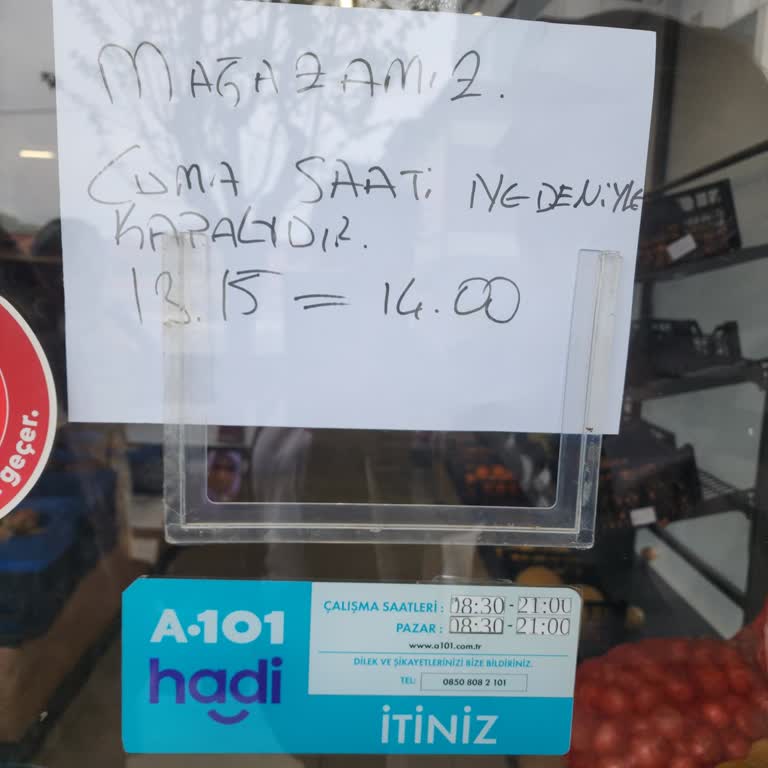 MAĞAZAMIZ.
CUMA SAATİ NEDENİYLE
KAPALIDIR.
13.15 = 14.00
geçer.
A101
hadi
ÇALIŞMA SAATLERİ : 08:30 - 21:00
PAZAR : 08:30 - 21:00
www.a101.com.tr
DİLEK VE ŞİKAYETLERİNİZİ BİZE BİLDİRİNİZ.
TEL: 0850 808 2 101
İTİNİZ